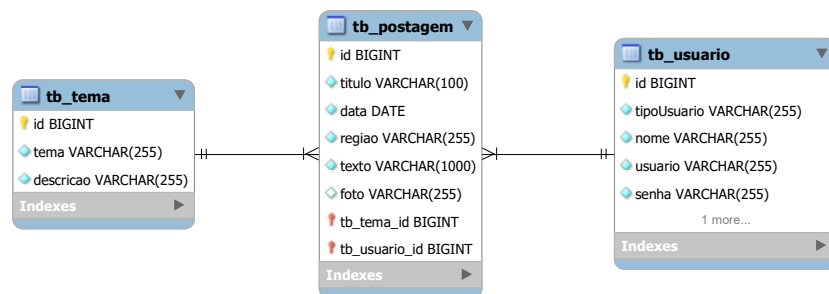 tb_tema
id BIGINT
tema VARCHAR(255)
descricao VARCHAR(255)
Indexes
tb_postagem
id BIGINT
titulo VARCHAR(100)
data DATE
regiao VARCHAR(255)
texto VARCHAR(1000)
foto VARCHAR(255)
tb_tema_id BIGINT
tb_usuario_id BIGINT
Indexes
tb_usuario
id BIGINT
tipoUsuario VARCHAR(255)
nome VARCHAR(255)
usuario VARCHAR(255)
senha VARCHAR(255)
1 more...
Indexes